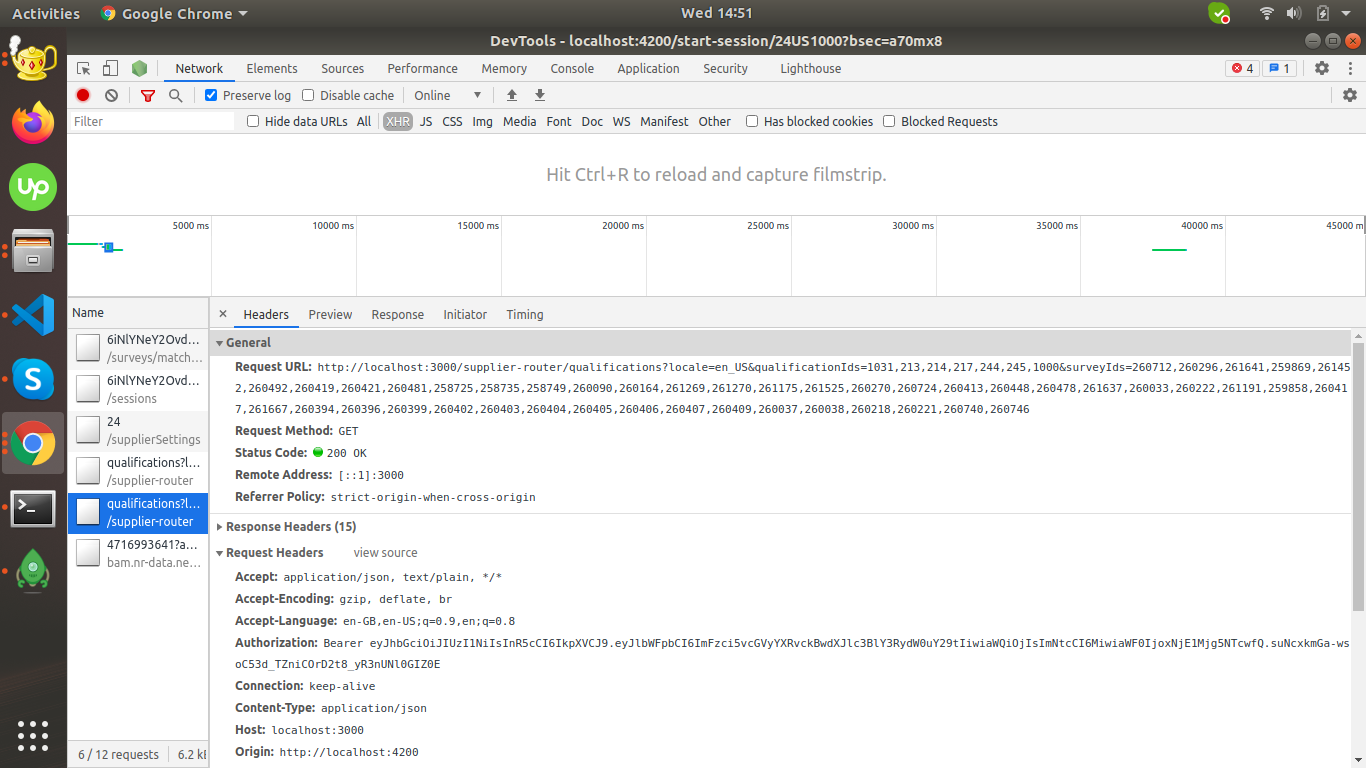 Activities Google Chrome Wed 14:51
DevTools - localhost:4200/start-session/24US1000?bsec=a70mx8
Network Elements Sources Performance Memory Console Application Security Lighthouse 4 1
Preserve log Disable cache Online
Filter Hide data URLs All XHR JS CSS Img Media Font Doc WS Manifest Other Has blocked cookies Blocked Requests
Hit Ctrl+R to reload and capture filmstrip.
5000 ms 10000 ms 15000 ms 20000 ms 25000 ms 30000 ms 35000 ms 40000 ms 45000 m
Name
6iNlYNeY2Ovd…
/surveys/match…
6iNlYNeY2Ovd…
/sessions
24
/supplierSettings
qualifications?l…
/supplier-router
qualifications?l…
/supplier-router
4716993641?a…
bam.nr-data.ne…
6 / 12 requests 6.2 kB
× Headers Preview Response Initiator Timing
General
Request URL: http://localhost:3000/supplier-router/qualifications?locale=en_US&qualificationIds=1031,213,214,217,244,245,1000&surveyIds=260712,260296,261641,259869,26145
2,260492,260419,260421,260481,258725,258735,258749,260090,260164,261269,261270,261175,261525,260270,260724,260413,260448,260478,261637,260033,260222,261191,259858,26041
7,261667,260394,260396,260399,260402,260403,260404,260405,260406,260407,260409,260037,260038,260218,260221,260740,260746
Request Method: GET
Status Code: 200 OK
Remote Address: [::1]:3000
Referrer Policy: strict-origin-when-cross-origin
Response Headers (15)
Request Headers view source
Accept: application/json, text/plain, */*
Accept-Encoding: gzip, deflate, br
Accept-Language: en-GB,en-US;q=0.9,en;q=0.8
Authorization: Bearer eyJhbGciOiJIUzI1NiIsInR5cCI6IkpXVCJ9.eyJlbWFpbCI6ImFzci5vcGVyYXRvckBwdXJlc3BlY3RydW0uY29tIiwiaWQiOjIsImNtcCI6MiwiaWF0IjoxNjE1Mjg5NTcwfQ.suNcxkmGa-ws
oC53d_TZniCOrD2t8_yR3nUNl0GIZ0E
Connection: keep-alive
Content-Type: application/json
Host: localhost:3000
Origin: http://localhost:4200